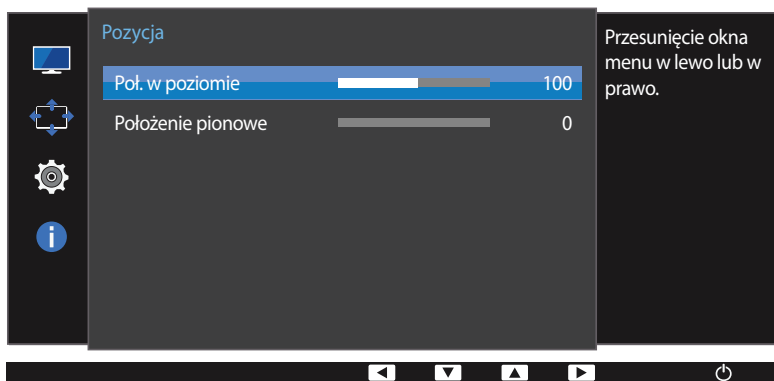 Pozycja
Poł. w poziomie 100
Położenie pionowe 0
Przesunięcie okna
menu w lewo lub w
prawo.